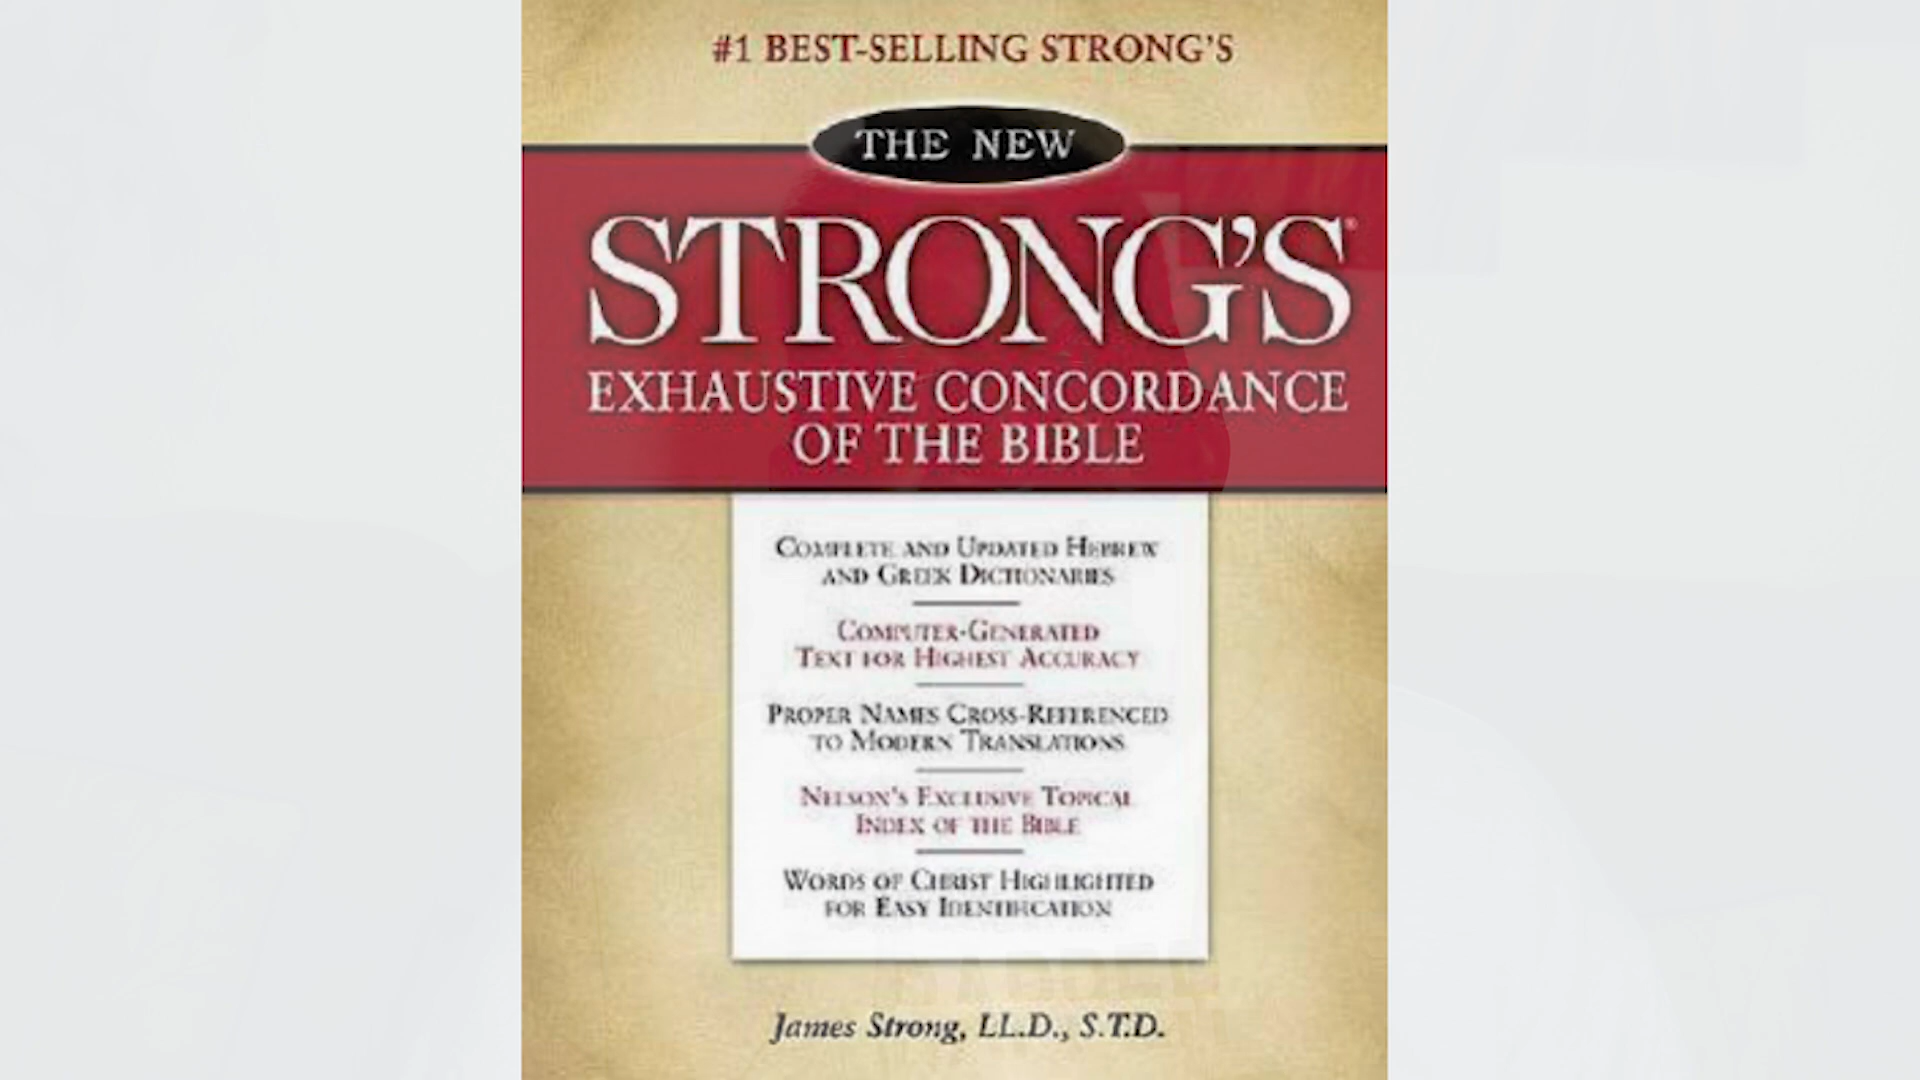 #1 BEST-SELLING STRONG'S
THE NEW
STRONG'S®
EXHAUSTIVE CONCORDANCE
OF THE BIBLE
COMPLETE AND UPDATED HEBREW
AND GREEK DICTIONARIES
COMPUTER-GENERATED
TEXT FOR HIGHEST ACCURACY
PROPER NAMES CROSS-REFERENCED
TO MODERN TRANSLATIONS
NELSON'S EXCLUSIVE TOPICAL
INDEX OF THE BIBLE
WORDS OF CHRIST HIGHLIGHTED
FOR EASY IDENTIFICATION
James Strong, LL.D., S.T.D.